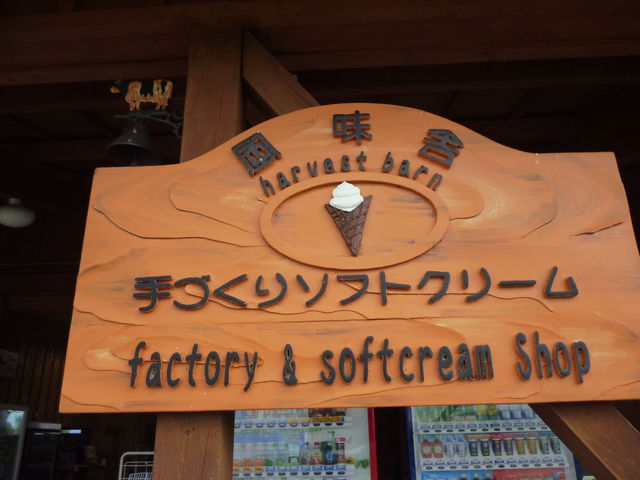 風味舎
harvest barn
手づくりソフトクリーム
factory & softcream Shop